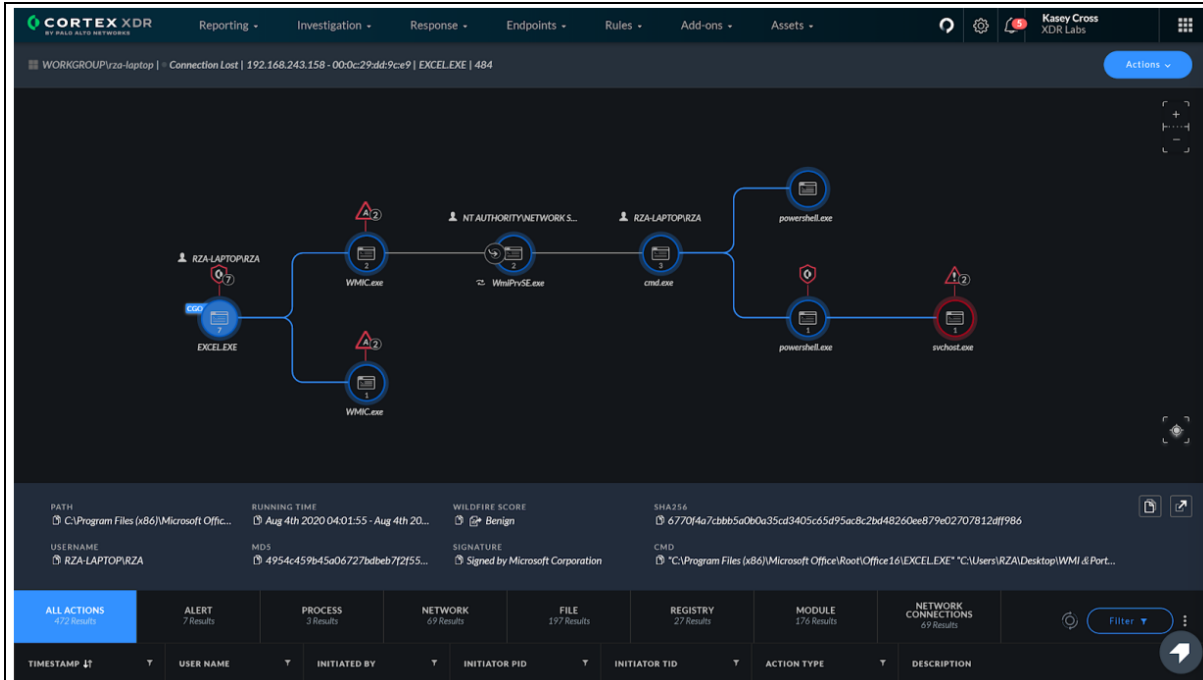 CORTEX XDR
BY PALO ALTO NETWORKS
Reporting Investigation Response Endpoints Rules Add-ons Assets
5
Kasey Cross
XDR Labs
WORKGROUP\rza-laptop | Connection Lost | 192.168.243.158 - 00:0c:29:dd:9c:e9 | EXCEL.EXE | 484
Actions
powershell.exe
A 2
NT AUTHORITY\NETWORK S...
RZA-LAPTOP\RZA
2
WMIC.exe
2
WmiPrvSE.exe
3
cmd.exe
RZA-LAPTOP\RZA
7
CGO
7
EXCEL.EXE
1
powershell.exe
2
1
svchost.exe
A 2
1
WMIC.exe
PATH
C:\Program Files (x86)\Microsoft Offic...
RUNNING TIME
Aug 4th 2020 04:01:55 - Aug 4th 20...
WILDFIRE SCORE
Benign
SHA256
6770f4a7cbbb5a0b0a35cd3405c65d95ac8c2bd48260ee879e02707812dff986
USERNAME
RZA-LAPTOP\RZA
MD5
4954c459b45a06727bdbeb7f2f55...
SIGNATURE
Signed by Microsoft Corporation
CMD
"C:\Program Files (x86)\Microsoft Office\Root\Office16\EXCEL.EXE" "C:\Users\RZA\Desktop\WMI & Port...
ALL ACTIONS
472 Results
ALERT
7 Results
PROCESS
3 Results
NETWORK
69 Results
FILE
197 Results
REGISTRY
27 Results
MODULE
176 Results
NETWORK
CONNECTIONS
69 Results
Filter
TIMESTAMP USER NAME INITIATED BY INITIATOR PID INITIATOR TID ACTION TYPE DESCRIPTION